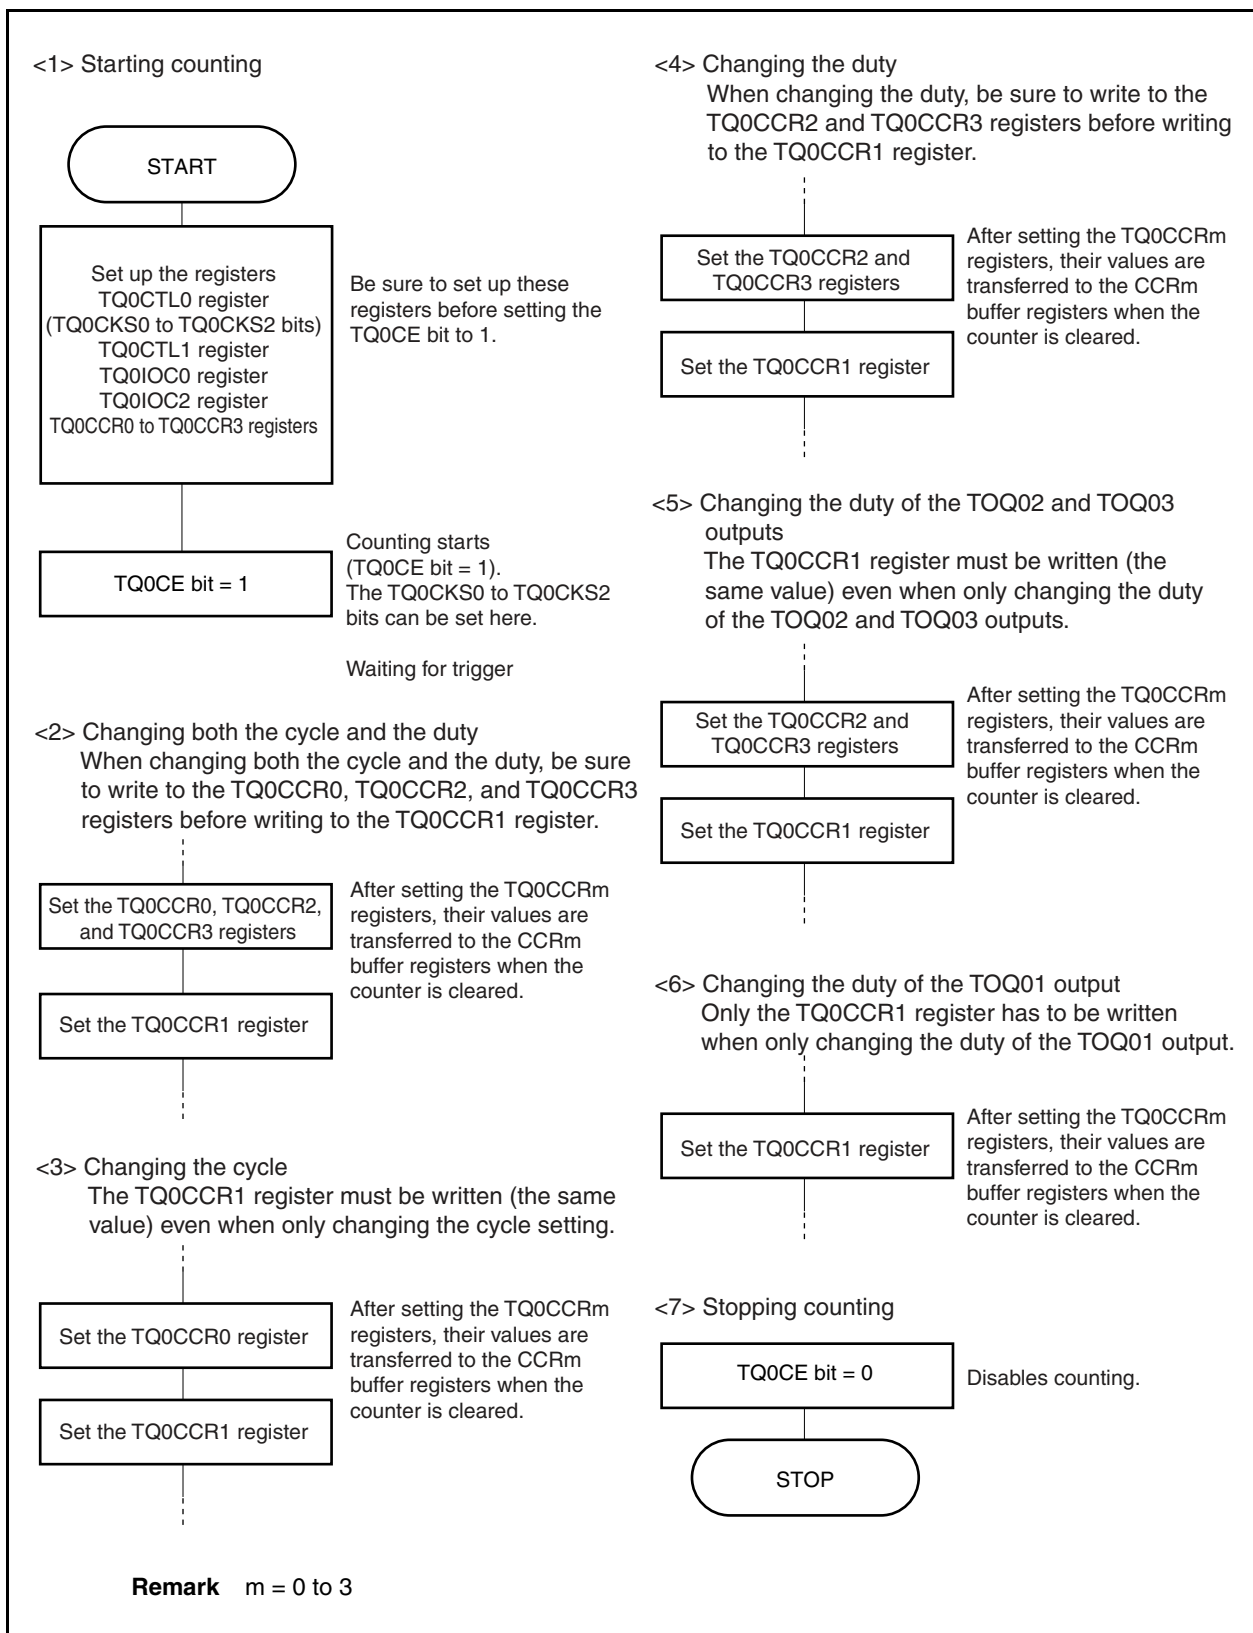 <1> Starting counting
START
Set up the registers
TQ0CTL0 register
(TQ0CKS0 to TQ0CKS2 bits)
TQ0CTL1 register
TQ0IOC0 register
TQ0IOC2 register
TQ0CCR0 to TQ0CCR3 registers
Be sure to set up these
registers before setting the
TQ0CE bit to 1.
TQ0CE bit = 1
Counting starts
(TQ0CE bit = 1).
The TQ0CKS0 to TQ0CKS2
bits can be set here.
Waiting for trigger
<2> Changing both the cycle and the duty
When changing both the cycle and the duty, be sure
to write to the TQ0CCR0, TQ0CCR2, and TQ0CCR3
registers before writing to the TQ0CCR1 register.
Set the TQ0CCR0, TQ0CCR2,
and TQ0CCR3 registers
After setting the TQ0CCRm
registers, their values are
transferred to the CCRm
buffer registers when the
counter is cleared.
Set the TQ0CCR1 register
<3> Changing the cycle
The TQ0CCR1 register must be written (the same
value) even when only changing the cycle setting.
Set the TQ0CCR0 register
After setting the TQ0CCRm
registers, their values are
transferred to the CCRm
buffer registers when the
counter is cleared.
Set the TQ0CCR1 register
<4> Changing the duty
When changing the duty, be sure to write to the
TQ0CCR2 and TQ0CCR3 registers before writing
to the TQ0CCR1 register.
Set the TQ0CCR2 and
TQ0CCR3 registers
After setting the TQ0CCRm
registers, their values are
transferred to the CCRm
buffer registers when the
counter is cleared.
Set the TQ0CCR1 register
<5> Changing the duty of the TOQ02 and TOQ03
outputs
The TQ0CCR1 register must be written (the
same value) even when only changing the duty
of the TOQ02 and TOQ03 outputs.
Set the TQ0CCR2 and
TQ0CCR3 registers
After setting the TQ0CCRm
registers, their values are
transferred to the CCRm
buffer registers when the
counter is cleared.
Set the TQ0CCR1 register
<6> Changing the duty of the TOQ01 output
Only the TQ0CCR1 register has to be written
when only changing the duty of the TOQ01 output.
Set the TQ0CCR1 register
After setting the TQ0CCRm
registers, their values are
transferred to the CCRm
buffer registers when the
counter is cleared.
<7> Stopping counting
TQ0CE bit = 0
Disables counting.
STOP
Remark m = 0 to 3